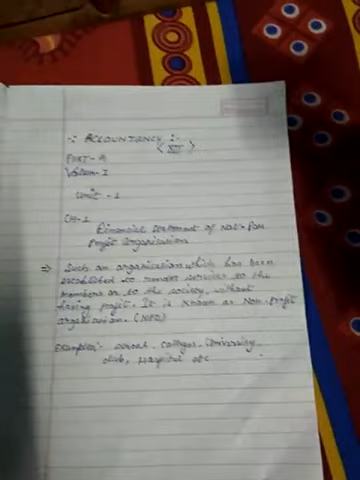 :- ACCOUNTANCY :-
< XII >
PART - A
Volum - I
Unit - 1
CH-1
Financial statement of Not-For
Profit Organisation
⇒ Such an organisation which has been
established to render services to the
members or to the society, without
having profit. It is known as Non-Profit
organisation. (NPO)
Examples:- school, colleges, University
club, Hospital etc